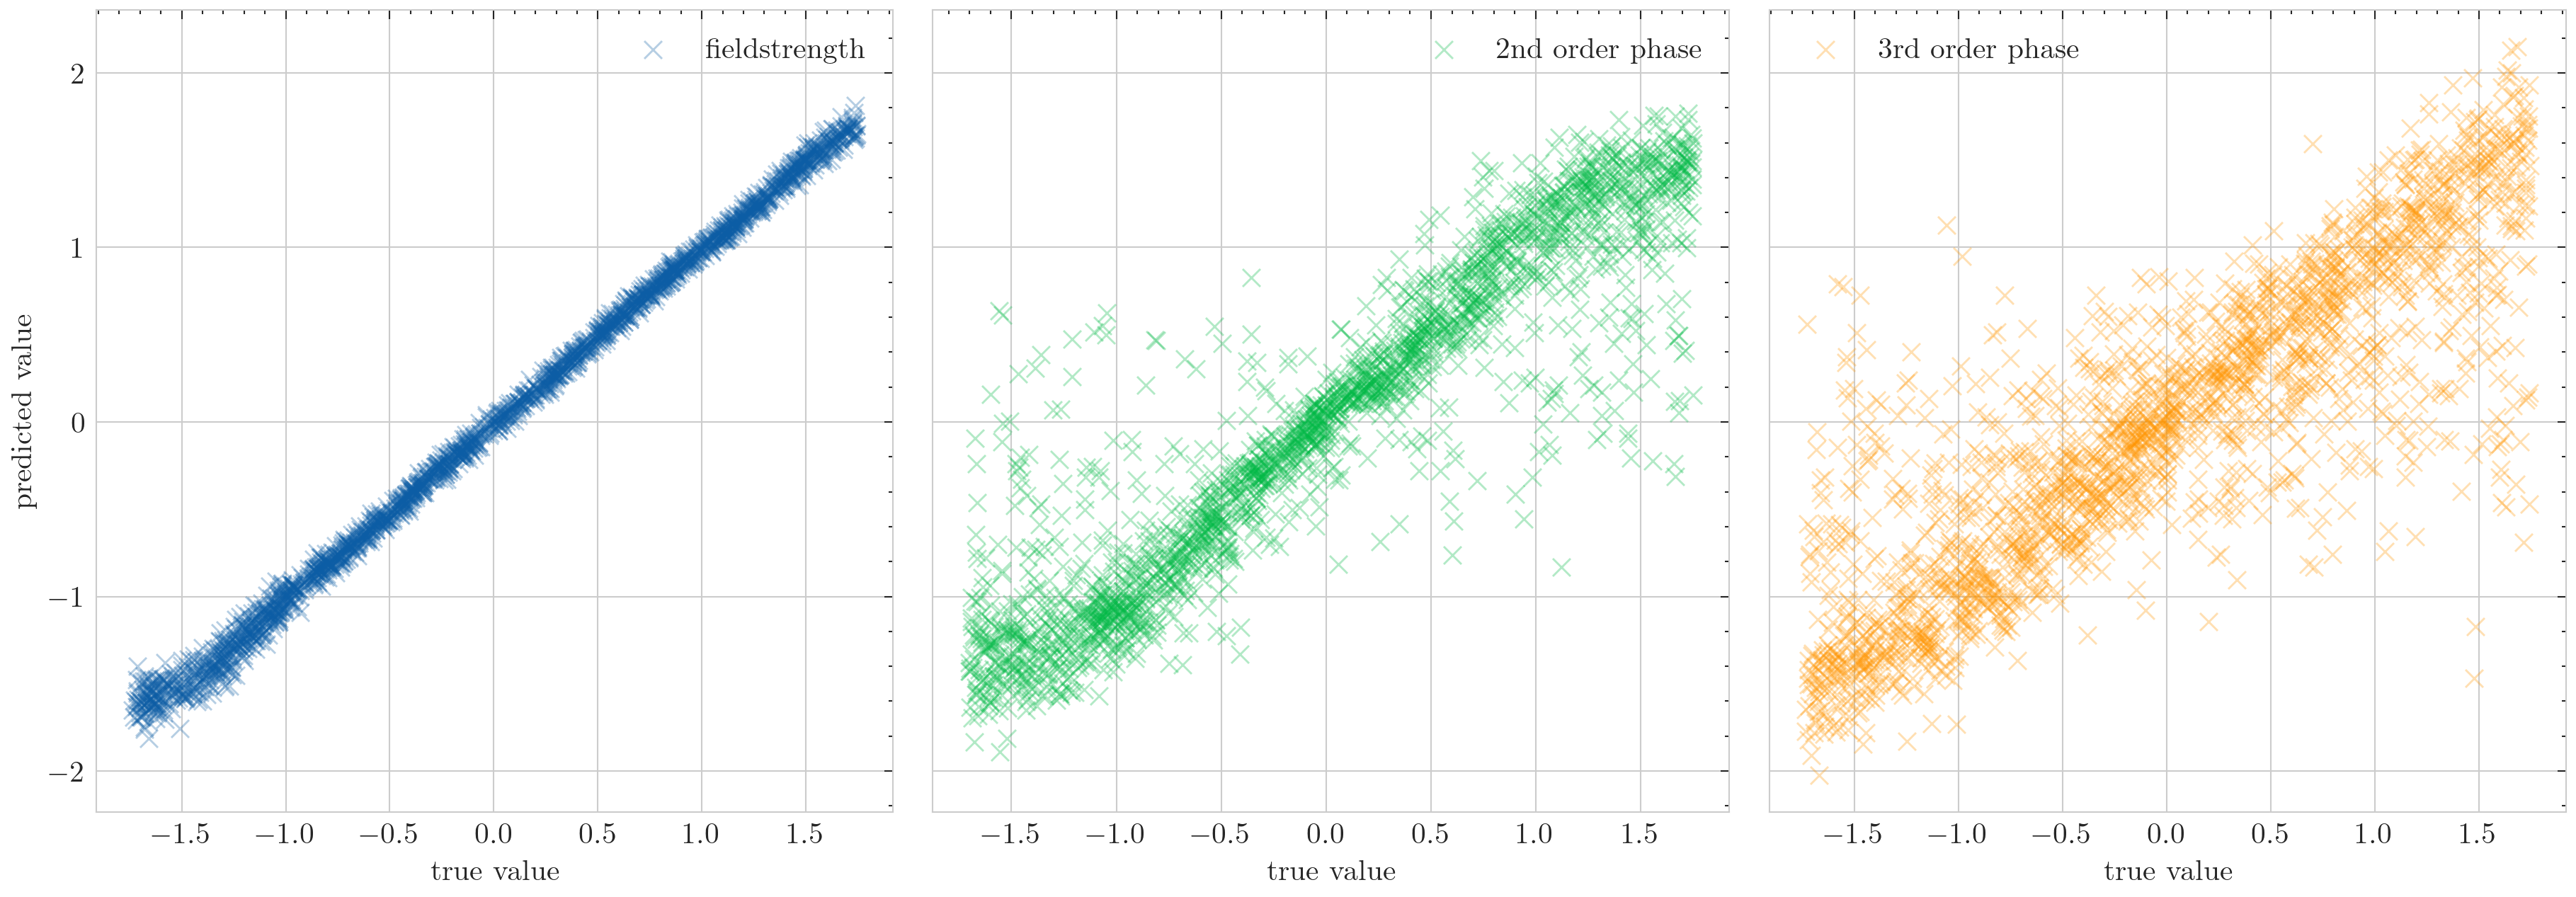 fieldstrength
2nd order phase
3rd order phase
predicted value
2
1
0
−1
−2
−1.5 −1.0 −0.5 0.0 0.5 1.0 1.5
−1.5 −1.0 −0.5 0.0 0.5 1.0 1.5
−1.5 −1.0 −0.5 0.0 0.5 1.0 1.5
true value
true value
true value